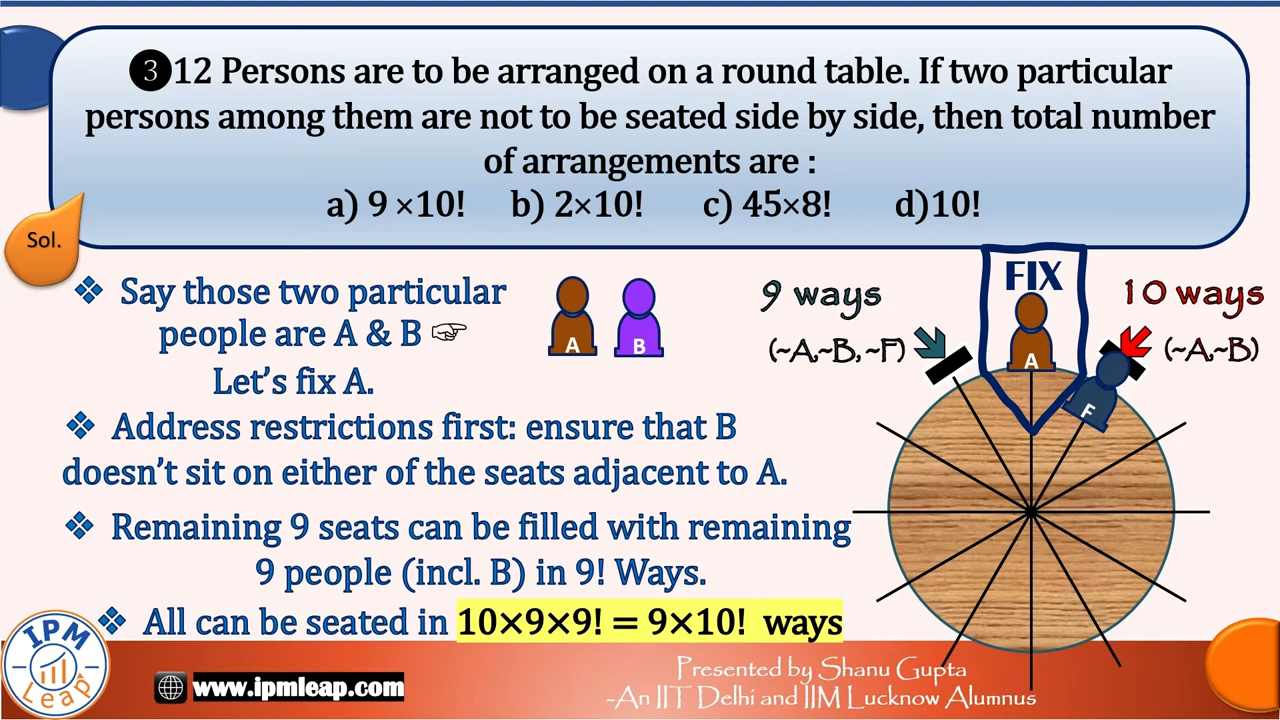 ❸12 Persons are to be arranged on a round table. If two particular
persons among them are not to be seated side by side, then total number
of arrangements are :
a) 9 ×10! b) 2×10! c) 45×8! d)10!
Sol.
❖ Say those two particular
people are A & B ☞
Let’s fix A.
A
B
❖ Address restrictions first: ensure that B
doesn’t sit on either of the seats adjacent to A.
❖ Remaining 9 seats can be filled with remaining
9 people (incl. B) in 9! Ways.
❖ All can be seated in 10×9×9! = 9×10! ways
FIX
9 ways
(~A,~B, ~F)
A
10 ways
(~A,~B)
F
IPM
Leap
www.ipmleap.com
Presented by Shanu Gupta
-An IIT Delhi and IIM Lucknow Alumnus